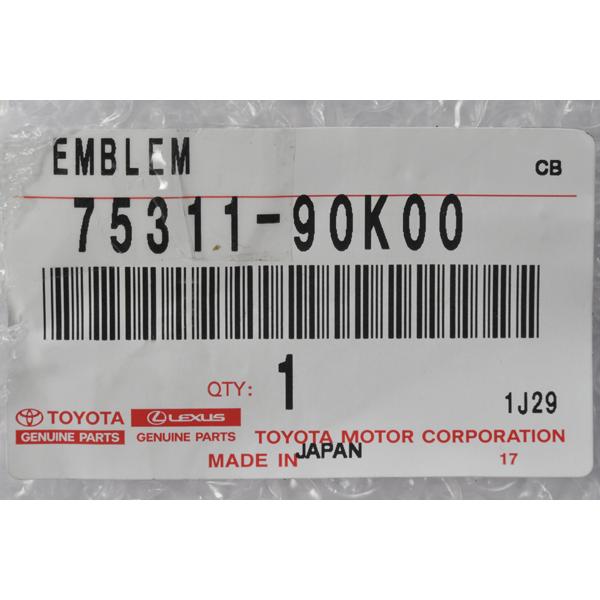 EMBLEM
CB
75311-90K00
QTY: 1
1J29
TOYOTA LEXUS
GENUINE PARTS GENUINE PARTS
TOYOTA MOTOR CORPORATION
MADE IN JAPAN
17